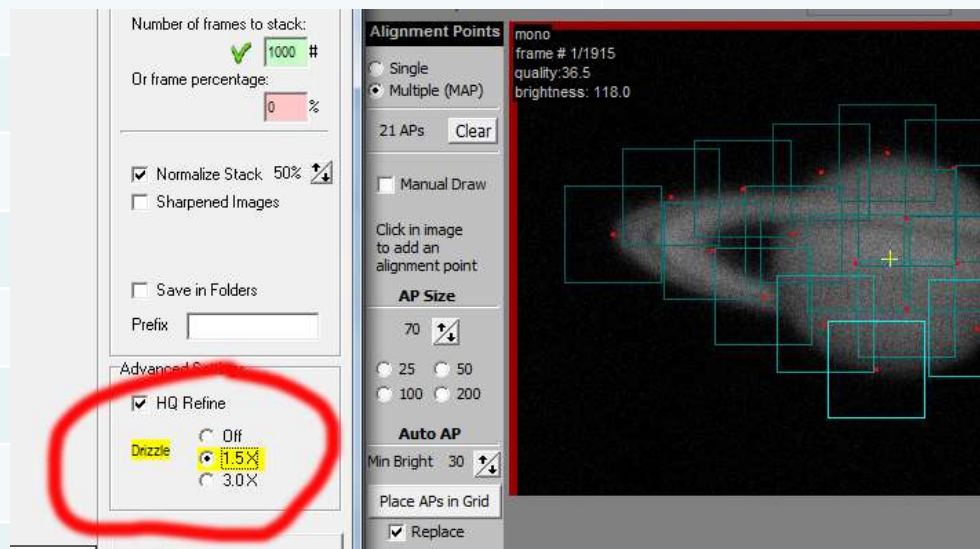 Number of frames to stack:
1000 #
Or frame percentage:
0 %
Normalize Stack 50%
Sharpened Images
Save in Folders
Prefix
Advanced Settings
HQ Refine
Drizzle
Off
1.5X
3.0X
Alignment Points
Single
Multiple (MAP)
21 APs Clear
Manual Draw
Click in image
to add an
alignment point
AP Size
70
25 50
100 200
Auto AP
Min Bright 30
Place APs in Grid
Replace
mono
frame # 1/1915
quality:36.5
brightness: 118.0